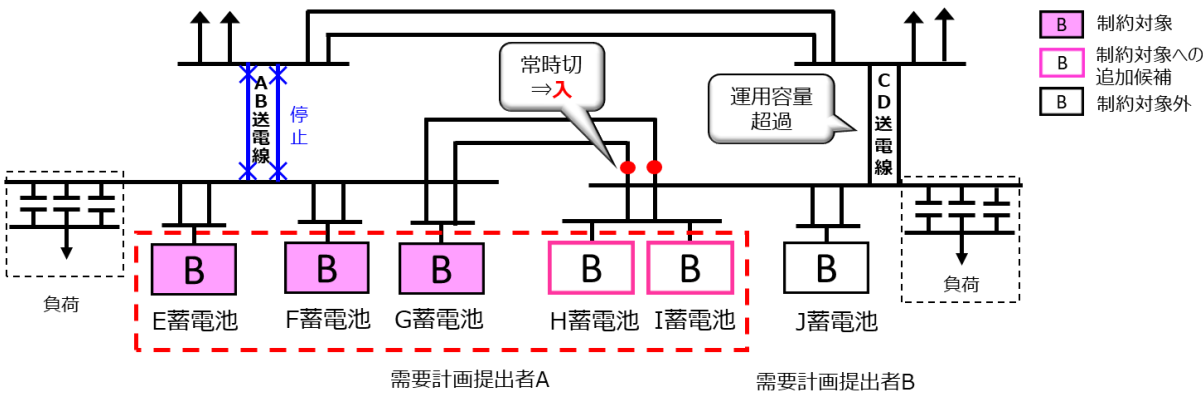 B 制約対象
B 制約対象への
追加候補
B 制約対象外
常時切
⇒入
運用容量
超過
AB送電線
停止
CD送電線
B
B
B
B
B
B
負荷
E蓄電池
F蓄電池
G蓄電池
H蓄電池
I蓄電池
J蓄電池
負荷
需要計画提出者A
需要計画提出者B